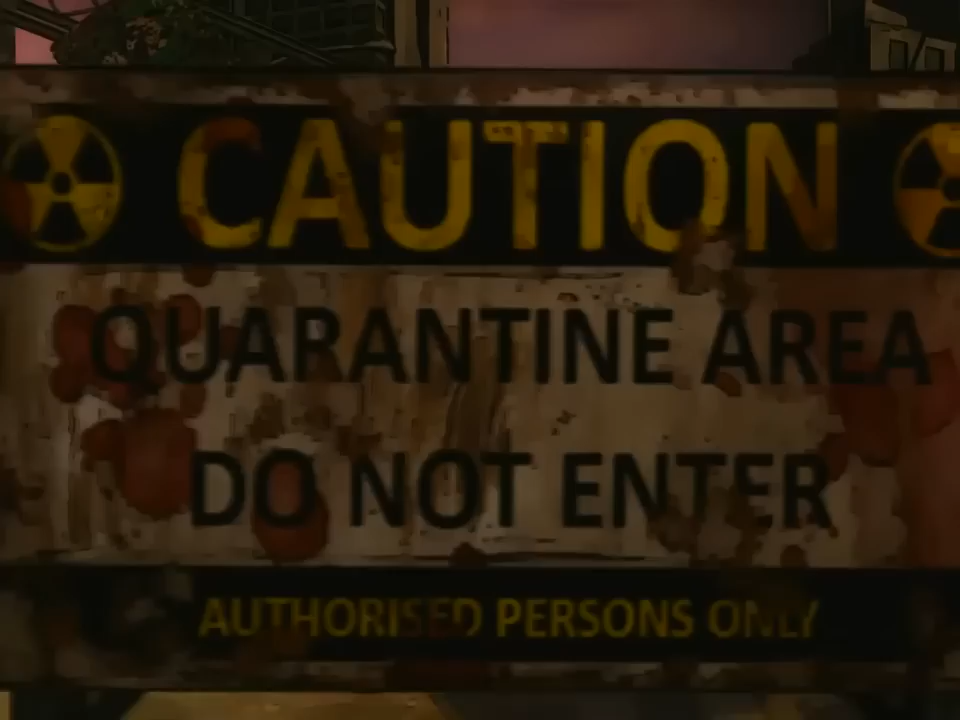 CAUTION
QUARANTINE AREA
DO NOT ENTER
AUTHORISED PERSONS ONLY